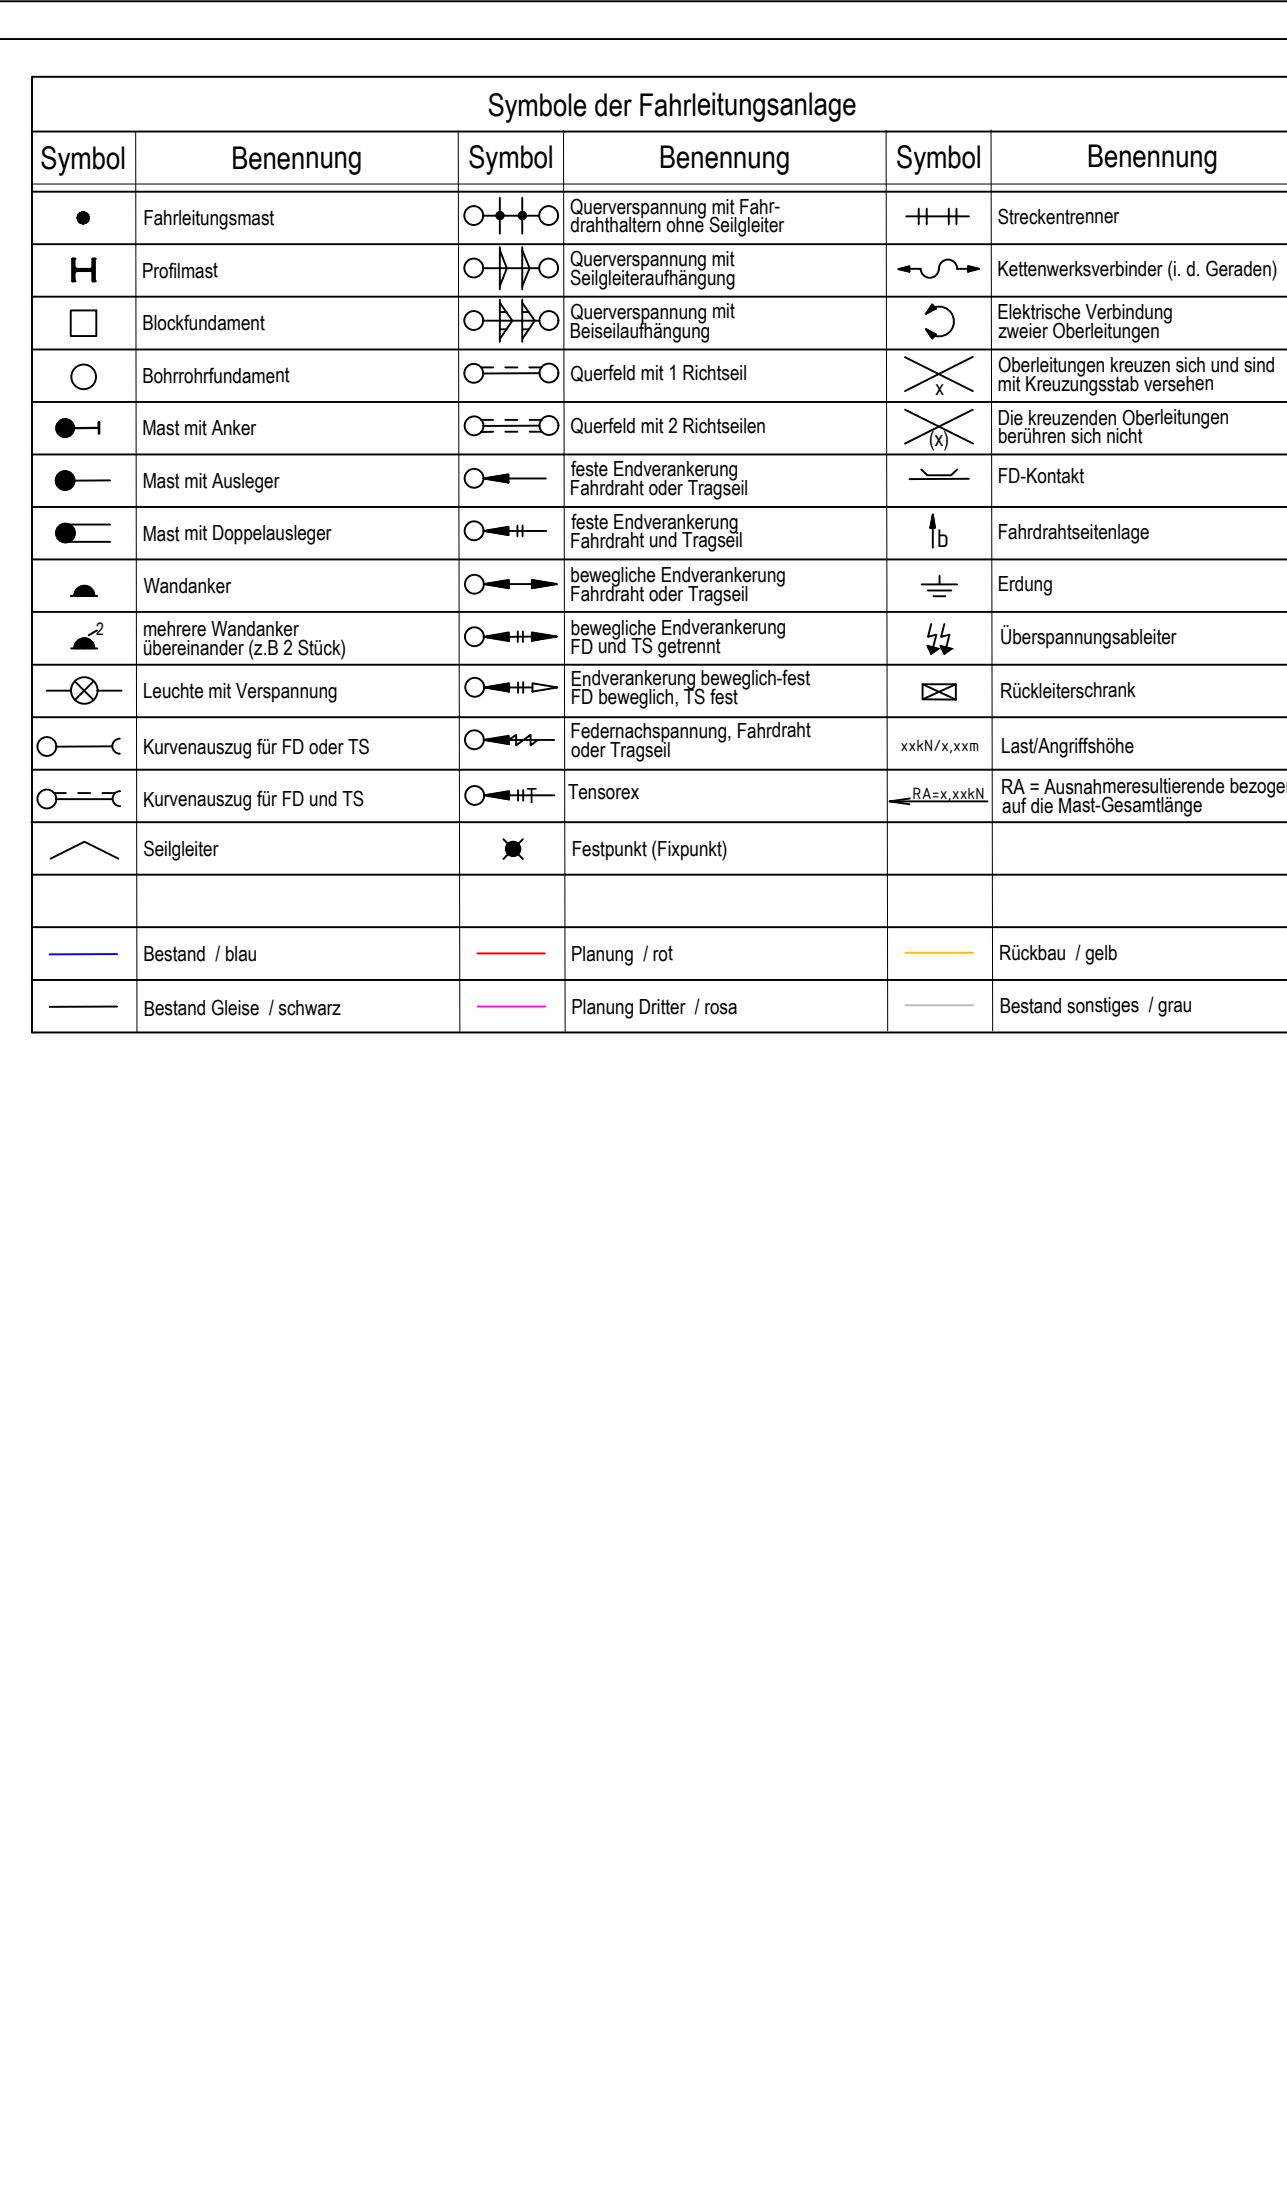 Symbole der Fahrleitungsanlage
Symbol Benennung Symbol Benennung Symbol Benennung
Fahrleitungsmast
Querverspannung mit Fahr-
drahthaltern ohne Seilgleiter
Streckentrenner
Profilmast
Querverspannung mit
Seilgleiteraufhängung
Kettenwerksverbinder (i. d. Geraden)
Blockfundament
Querverspannung mit
Beiseilaufhängung
Elektrische Verbindung
zweier Oberleitungen
Bohrrohrfundament
Querfeld mit 1 Richtseil
x
Oberleitungen kreuzen sich und sind
mit Kreuzungsstab versehen
Mast mit Anker
Querfeld mit 2 Richtseilen
(x)
Die kreuzenden Oberleitungen
berühren sich nicht
Mast mit Ausleger
feste Endverankerung
Fahrdraht oder Tragseil
FD-Kontakt
Mast mit Doppelausleger
feste Endverankerung
Fahrdraht und Tragseil
b
Fahrdrahtseitenlage
Wandanker
bewegliche Endverankerung
Fahrdraht oder Tragseil
Erdung
2
mehrere Wandanker
übereinander (z.B 2 Stück)
bewegliche Endverankerung
FD und TS getrennt
Überspannungsableiter
Leuchte mit Verspannung
Endverankerung beweglich-fest
FD beweglich, TS fest
Rückleiterschrank
Kurvenauszug für FD oder TS
Federnachspannung, Fahrdraht
oder Tragseil
xxkN/x,xxm
Last/Angriffshöhe
Kurvenauszug für FD und TS
Tensorex
RA=x,xxkN
RA = Ausnahmeresultierende bezoge
auf die Mast-Gesamtlänge
Seilgleiter
Festpunkt (Fixpunkt)
Bestand / blau
Planung / rot
Rückbau / gelb
Bestand Gleise / schwarz
Planung Dritter / rosa
Bestand sonstiges / grau